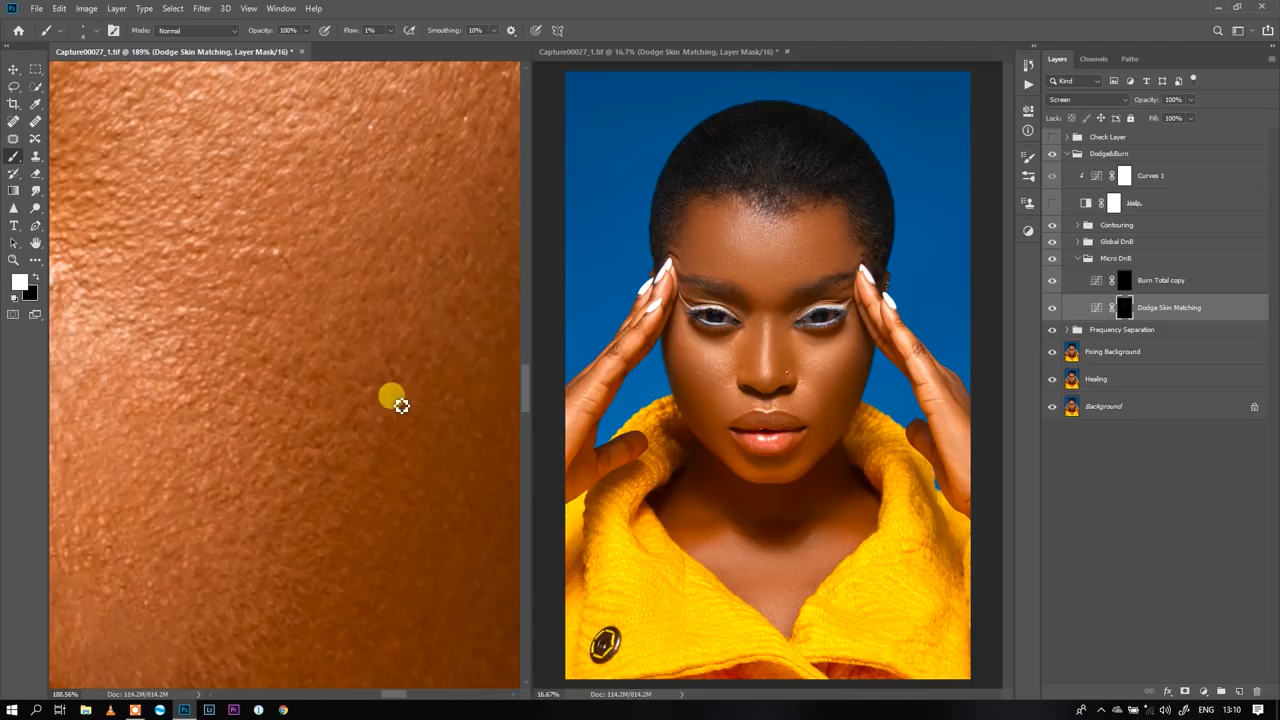 Ps File Edit Image Layer Type Select Filter 3D View Window Help
4 Mode: Normal Opacity: 100% Flow: 1% Smoothing: 10%
Capture00027_1.tif @ 189% (Dodge Skin Matching, Layer Mask/16) * ×
Capture00027_1.tif @ 16.7% (Dodge Skin Matching, Layer Mask/16) * ×
Layers Channels Paths
Kind
Screen Opacity: 100%
Lock: Fill: 100%
Check Layer
Dodge&Burn
Curves 1
Help.
Contouring
Global DnB
Micro DnB
Burn Total copy
Dodge Skin Matching
Frequency Separation
Fixing Background
Healing
Background
188.56% Doc: 114.2M/814.2M
16.67% Doc: 114.2M/814.2M
Ps Pr ENG 13:10